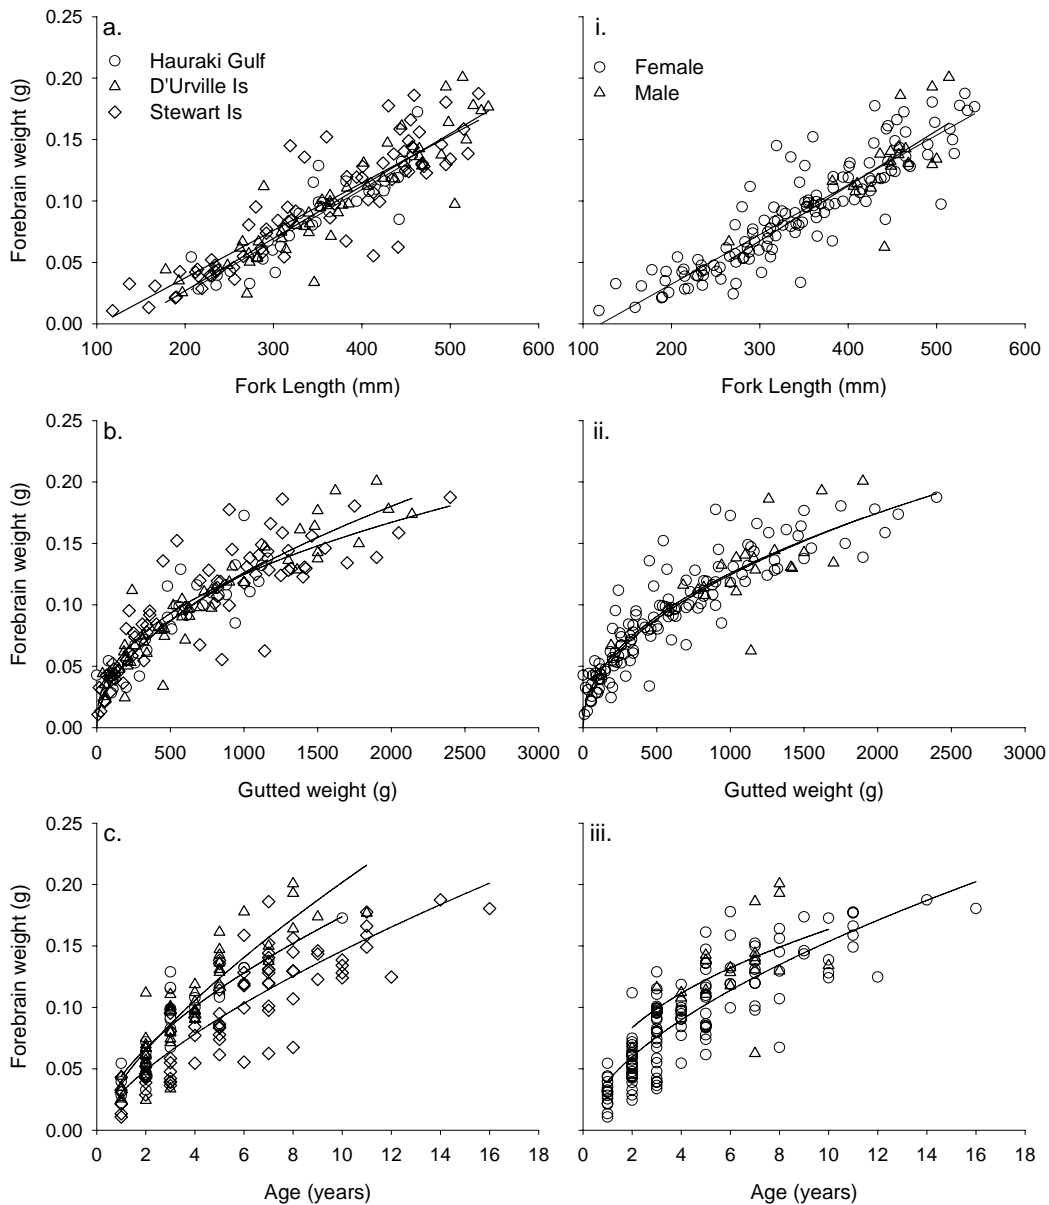 a.
Hauraki Gulf
D'Urville Is
Stewart Is
0.25
0.20
0.15
0.10
0.05
0.00
Forebrain weight (g)
100 200 300 400 500 600
Fork Length (mm)
i.
Female
Male
100 200 300 400 500 600
Fork Length (mm)
b.
0.25
0.20
0.15
0.10
0.05
0.00
Forebrain weight (g)
0 500 1000 1500 2000 2500 3000
Gutted weight (g)
ii.
0 500 1000 1500 2000 2500 3000
Gutted weight (g)
c.
0.25
0.20
0.15
0.10
0.05
0.00
Forebrain weight (g)
0 2 4 6 8 10 12 14 16 18
Age (years)
iii.
0 2 4 6 8 10 12 14 16 18
Age (years)